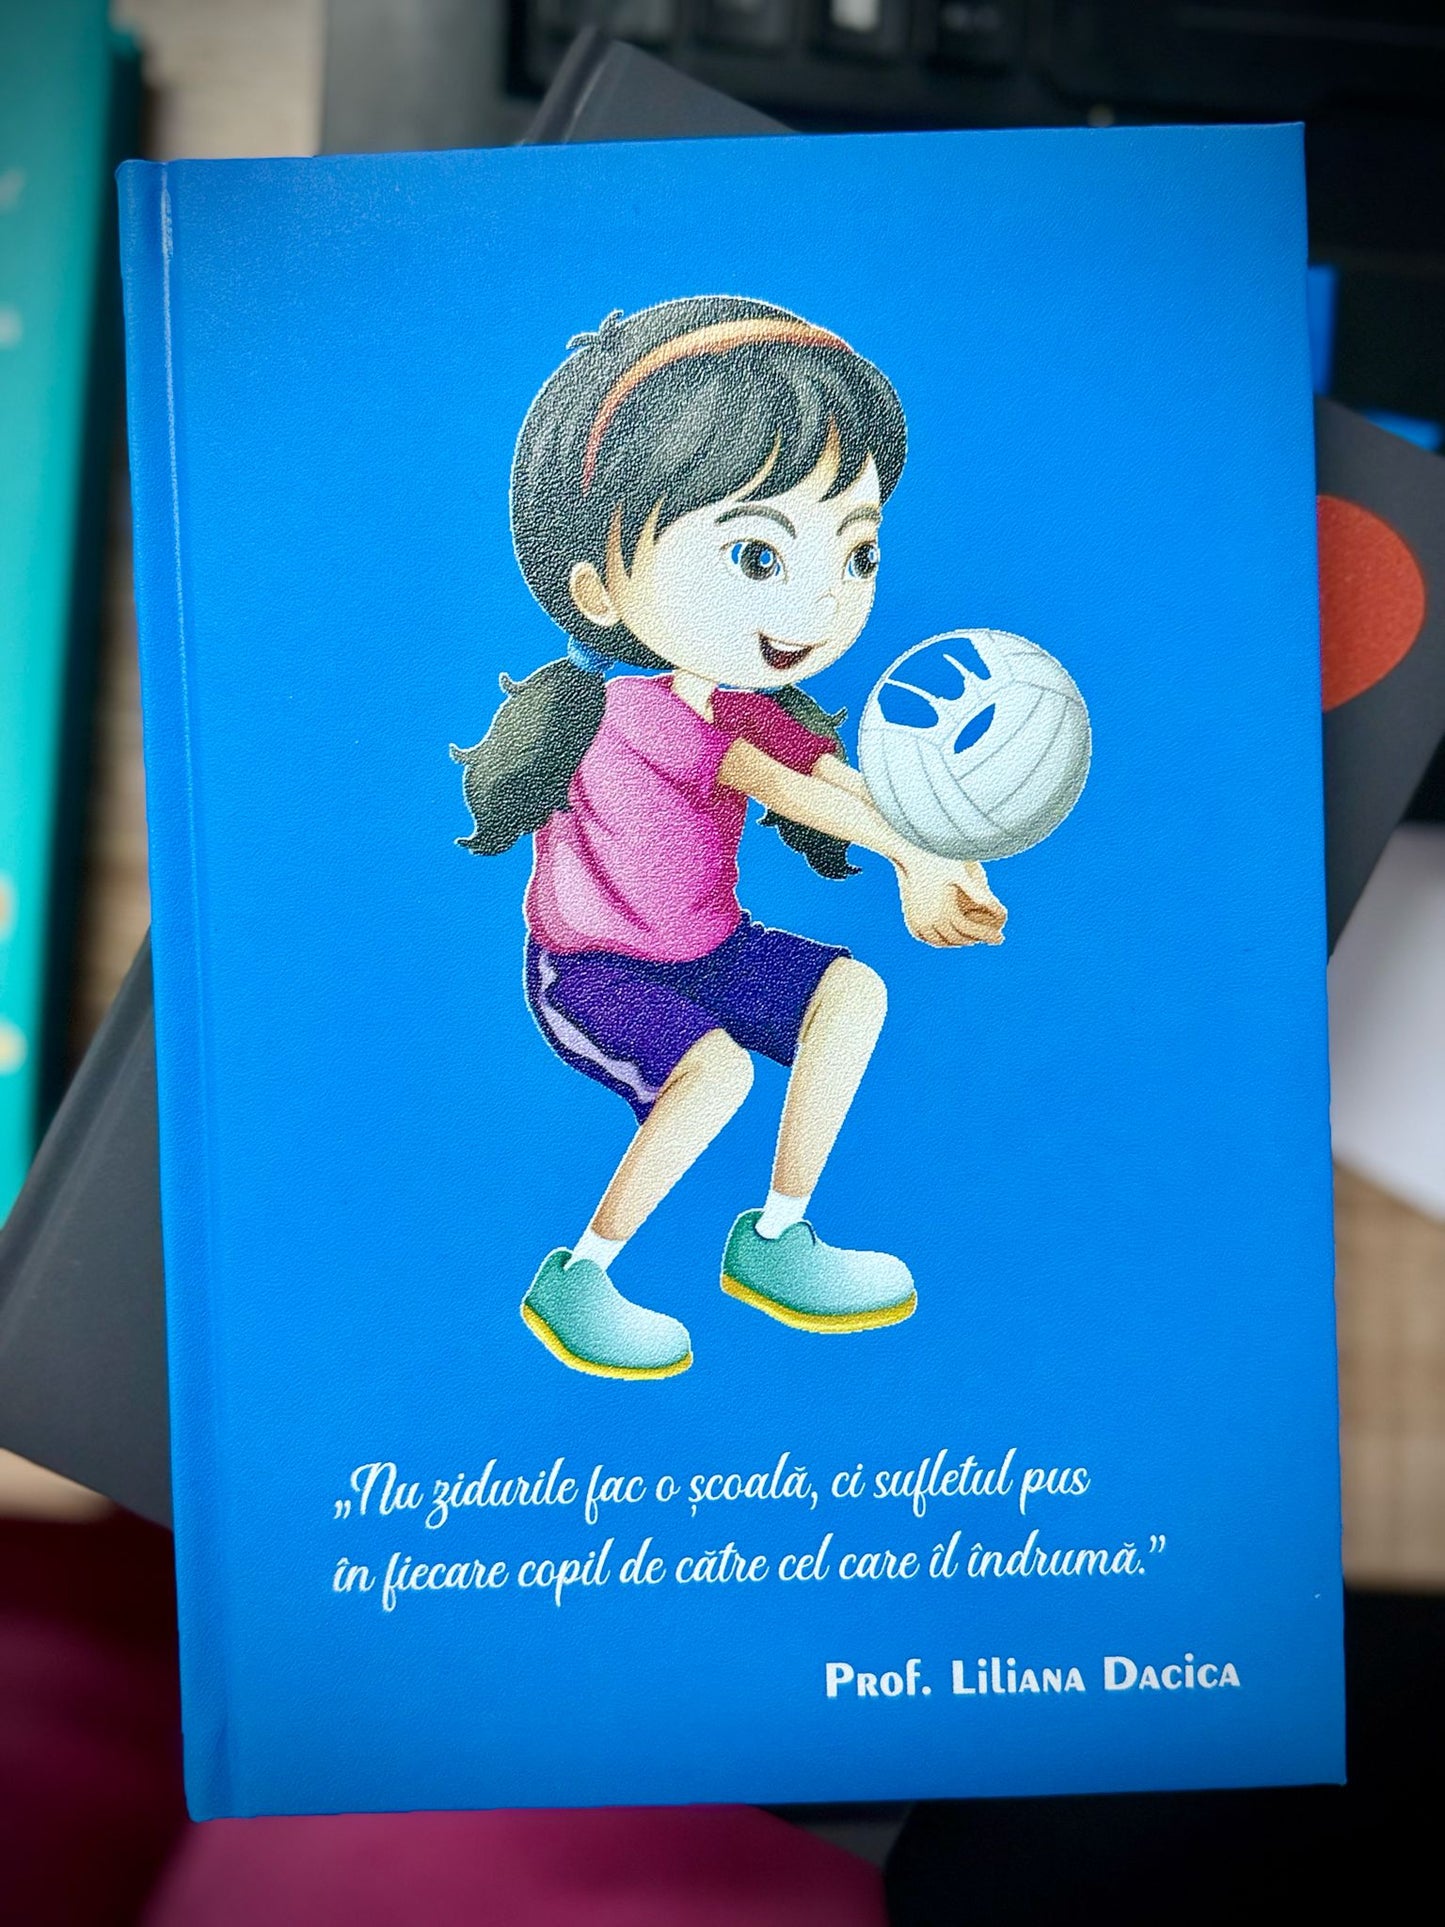 „Nu zidurile fac o școală, ci sufletul pus
în fiecare copil de către cel care îl îndrumă.”
Prof. Liliana Dacica